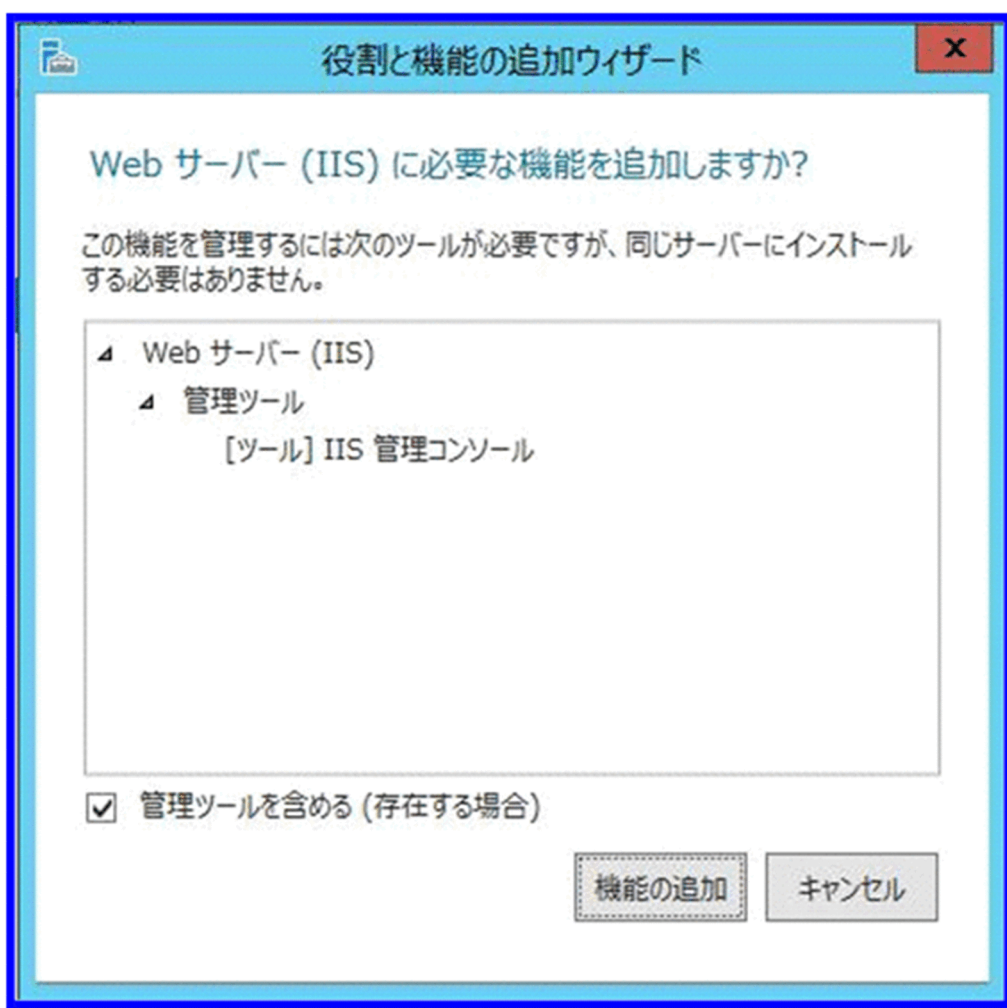 役割と機能の追加ウィザード
x
Web サーバー (IIS) に必要な機能を追加しますか?
この機能を管理するには次のツールが必要ですが、同じサーバーにインストール
する必要はありません。
Web サーバー (IIS)
管理ツール
[ツール] IIS 管理コンソール
管理ツールを含める (存在する場合)
機能の追加
キャンセル